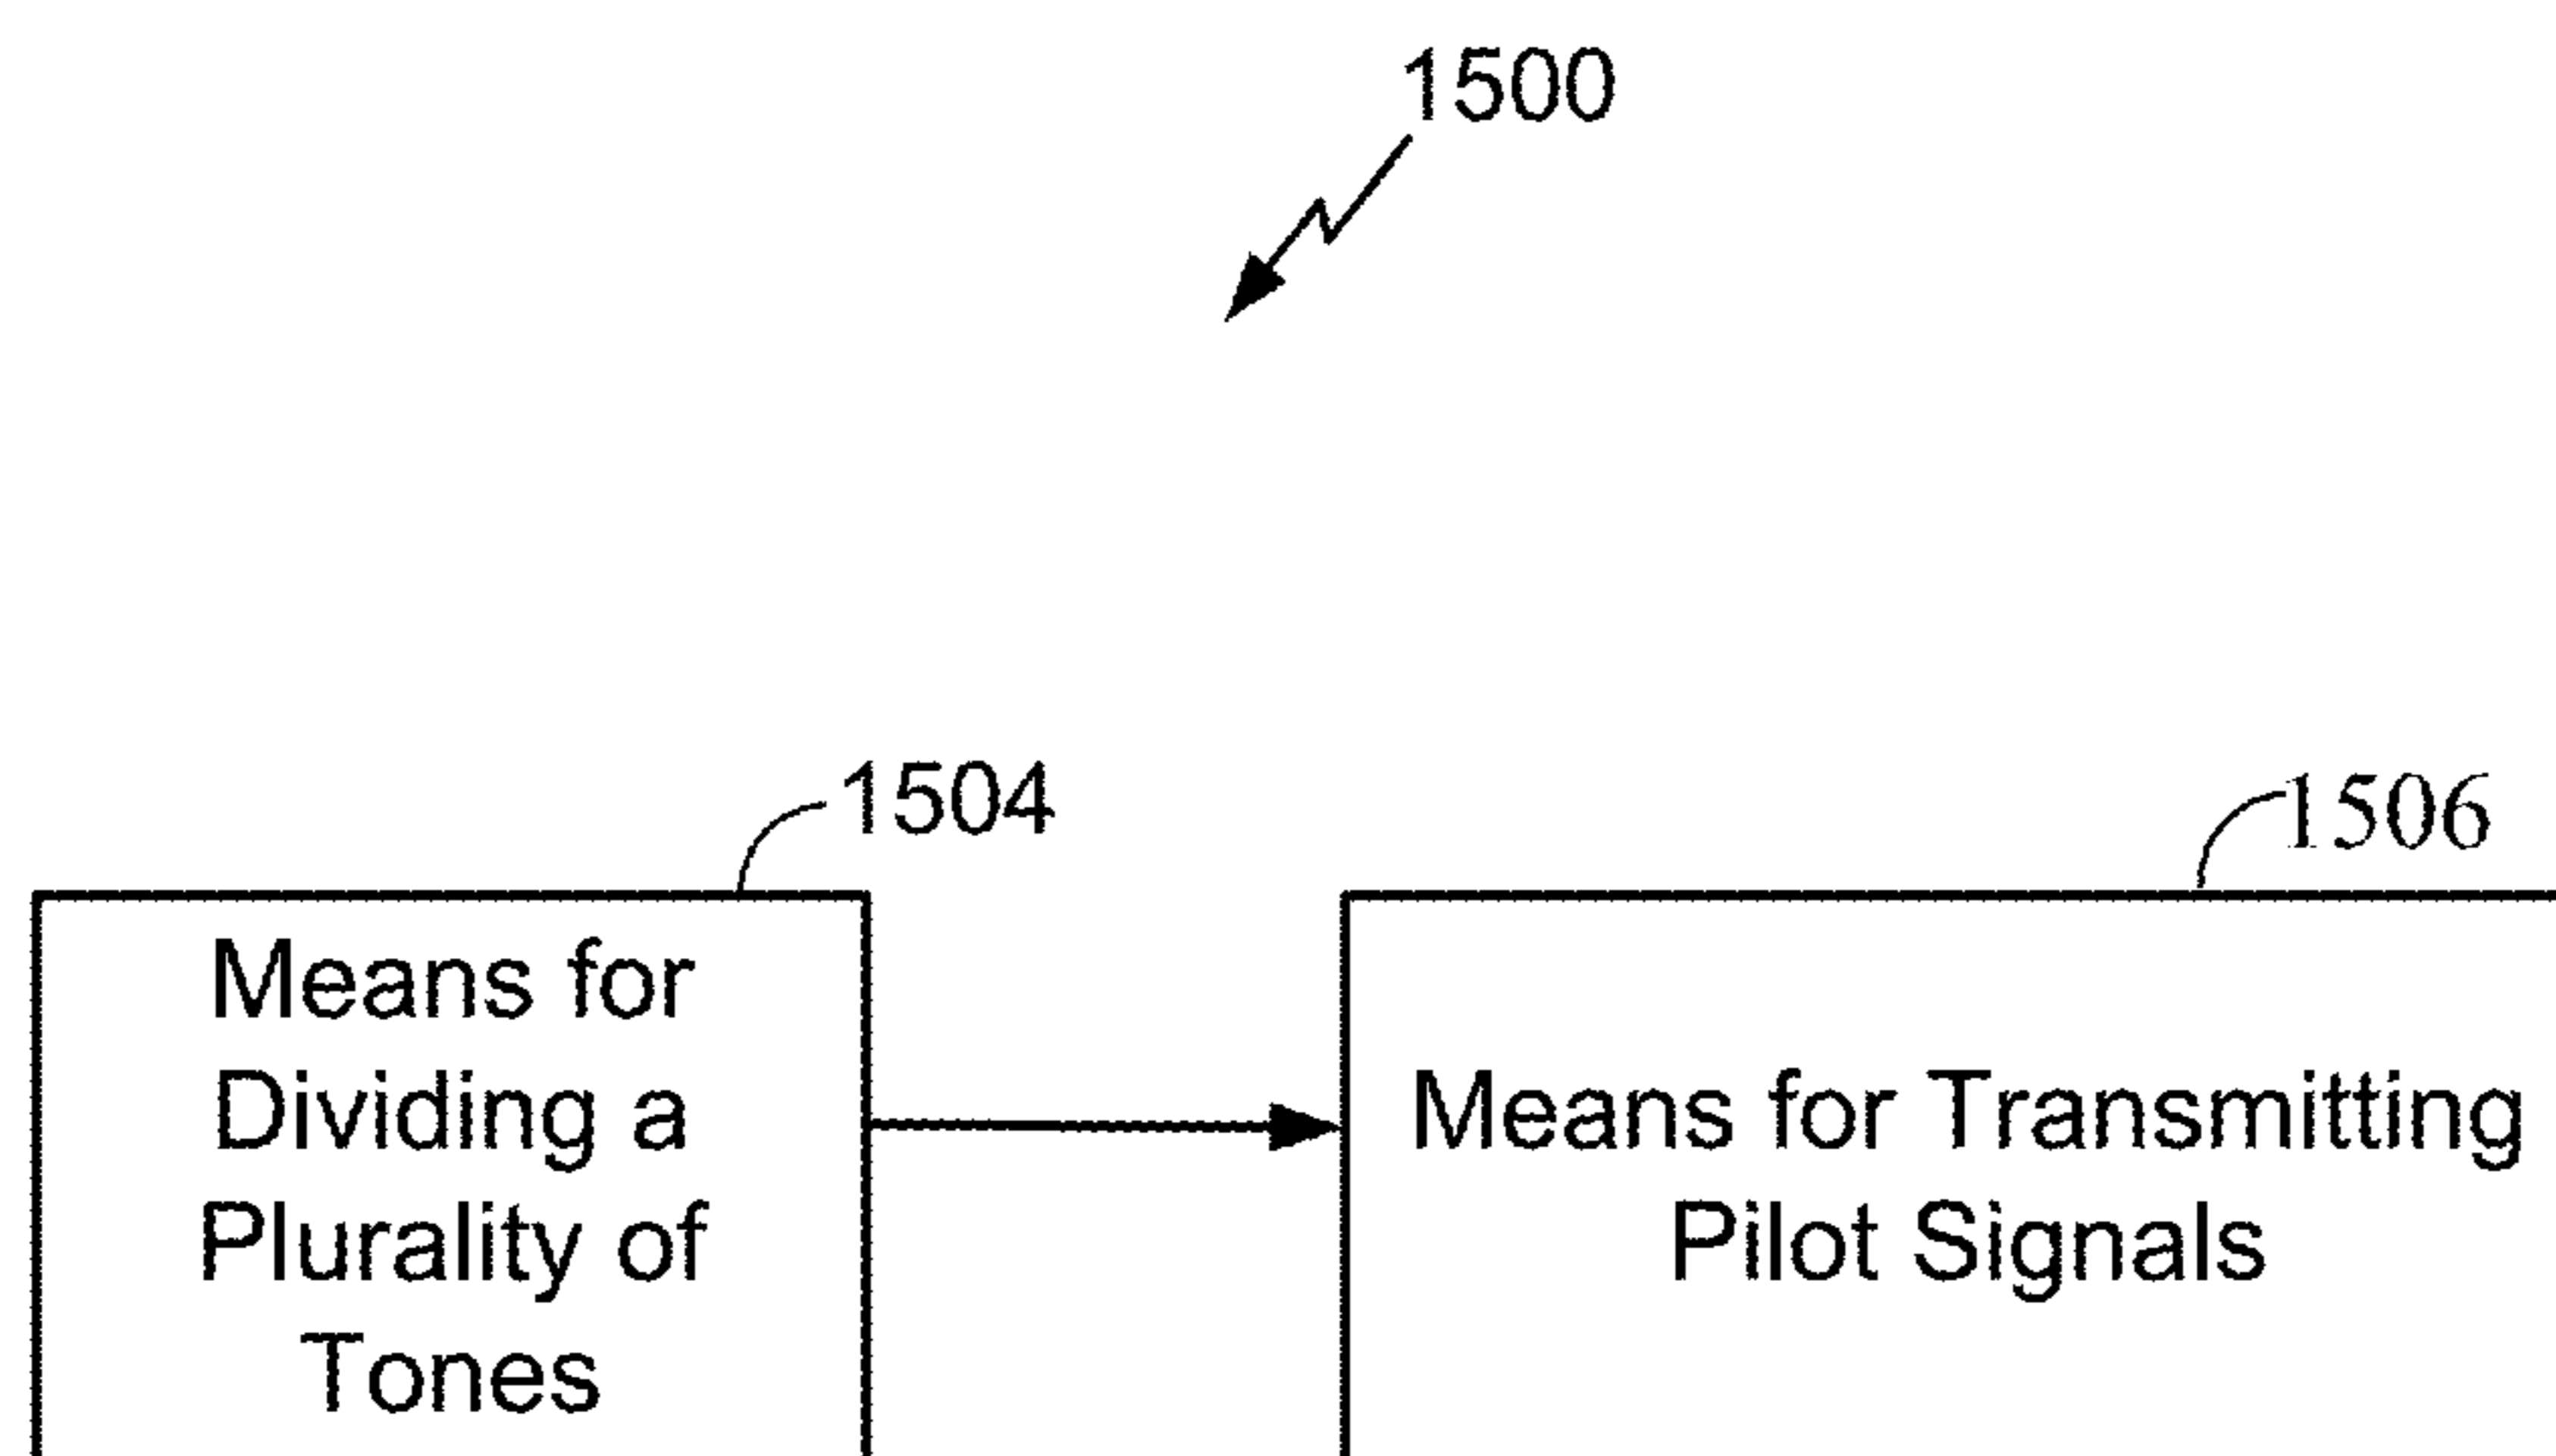 1500
1504
1506
Means for
Dividing a
Plurality of
Tones
Means for Transmitting
Pilot Signals